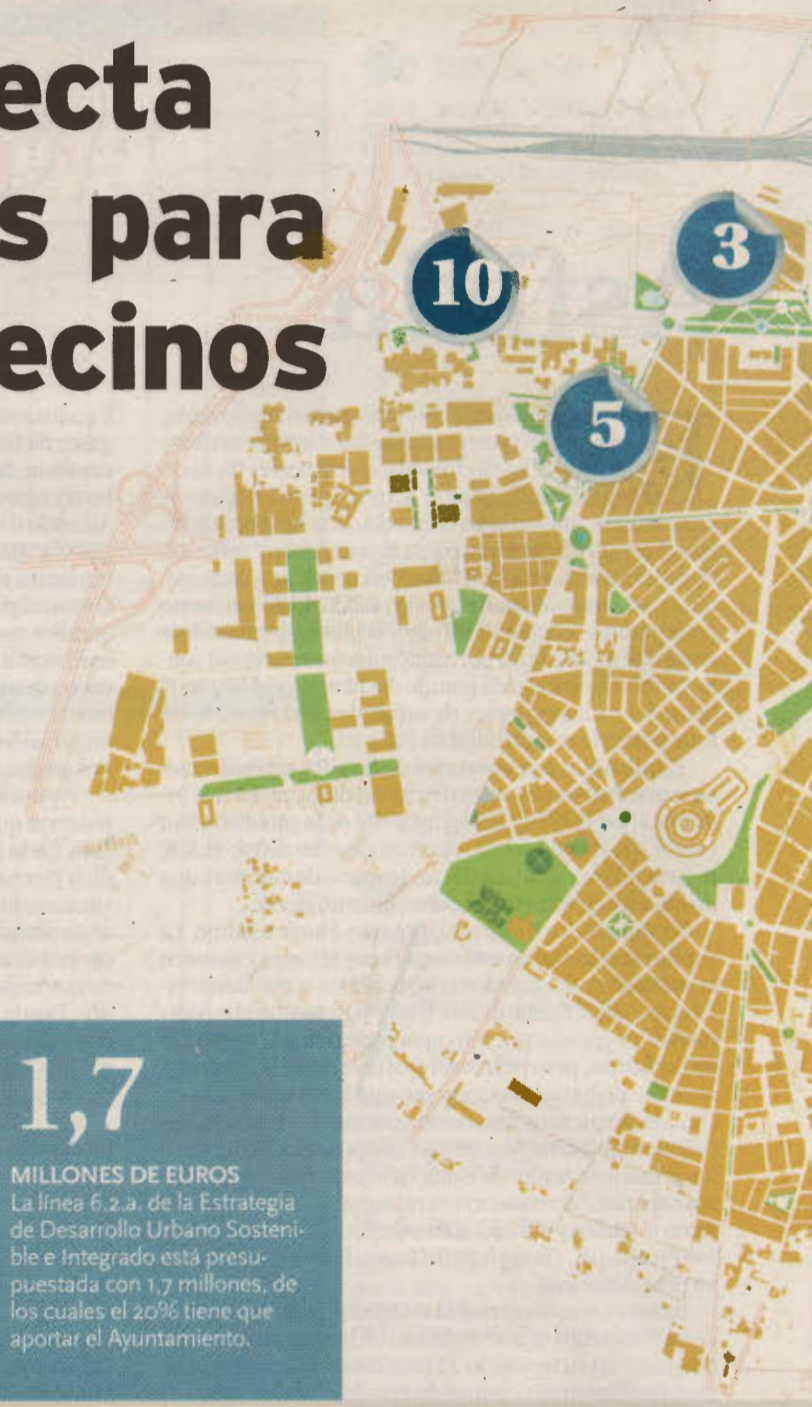 ecta
s para
ecinos
10
3
5
1,7
MILLONES DE EUROS
La línea 6.2.a. de la Estrategia
de Desarrollo Urbano Sosteni-
ble e Integrado está presu-
puestada con 1,7 millones, de
los cuales el 20% tiene que
aportar el Ayuntamiento.